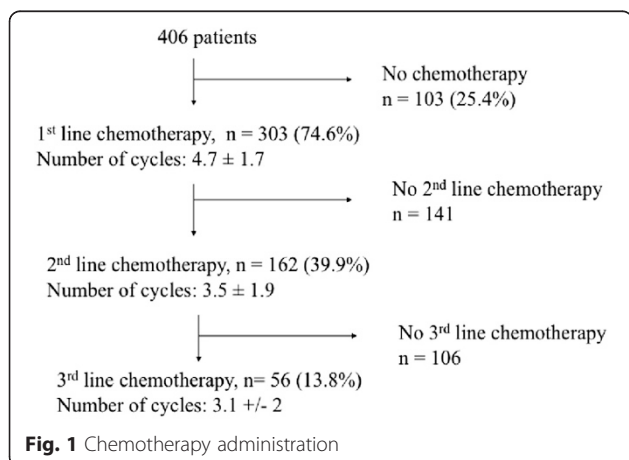 406 patients
No chemotherapy
n = 103 (25.4%)
1st line chemotherapy, n = 303 (74.6%)
Number of cycles: 4.7 ± 1.7
No 2nd line chemotherapy
n = 141
2nd line chemotherapy, n = 162 (39.9%)
Number of cycles: 3.5 ± 1.9
No 3rd line chemotherapy
n = 106
3rd line chemotherapy, n= 56 (13.8%)
Number of cycles: 3.1 +/- 2
Fig. 1 Chemotherapy administration